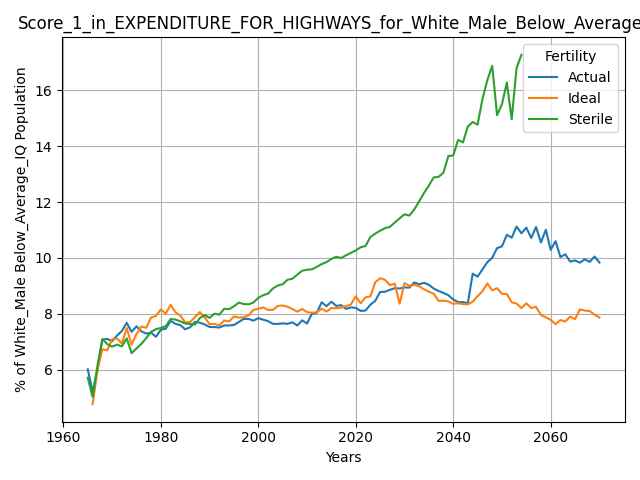 Score_1_in_EXPENDITURE_FOR_HIGHWAYS_for_White_Male_Below_Average
Fertility
Actual
Ideal
Sterile
% of White_Male Below_Average_IQ Population
16
14
12
10
8
6
1960 1980 2000 2020 2040 2060
Years